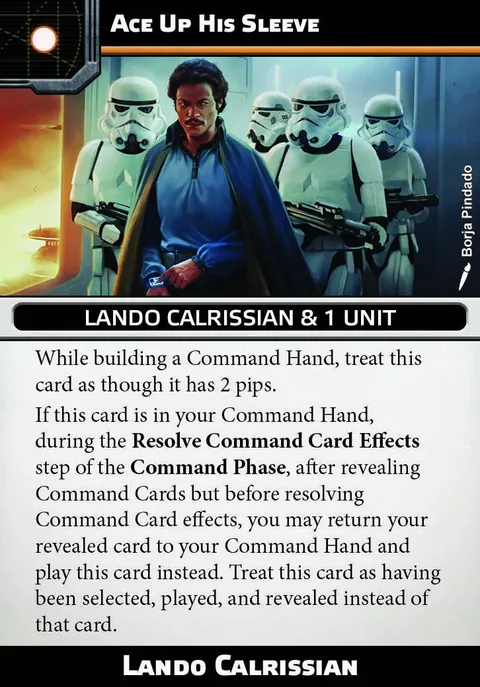 Ace Up His Sleeve
Borja Pindado
LANDO CALRISSIAN & 1 UNIT
While building a Command Hand, treat this
card as though it has 2 pips.
If this card is in your Command Hand,
during the Resolve Command Card Effects
step of the Command Phase, after revealing
Command Cards but before resolving
Command Card effects, you may return your
revealed card to your Command Hand and
play this card instead. Treat this card as having
been selected, played, and revealed instead of
that card.
Lando Calrissian